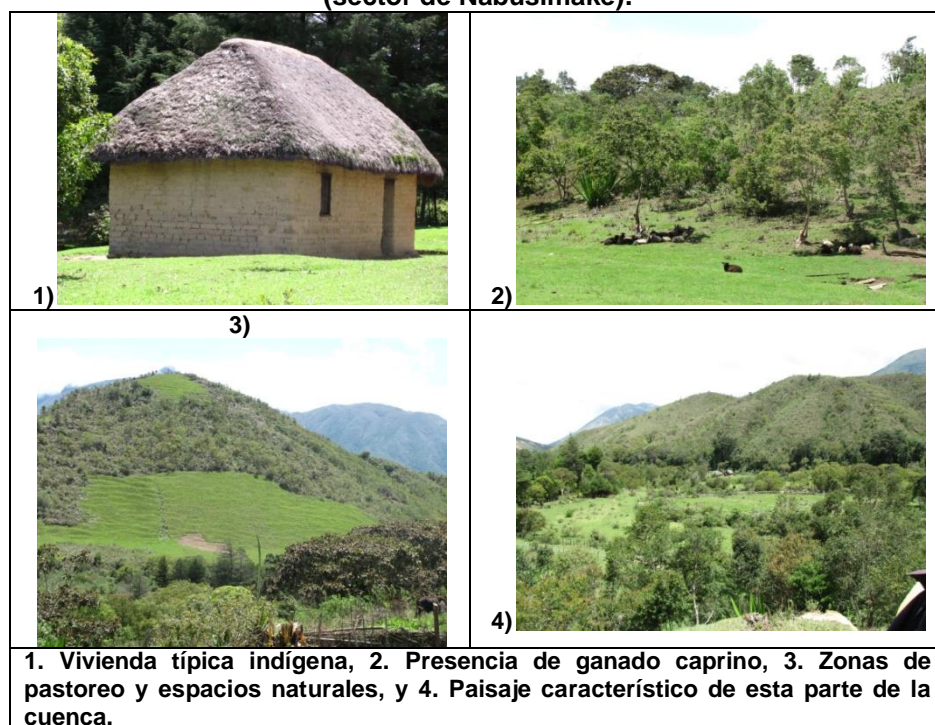 (sector de Nabusímake).
1)
2)
3)
4)
1. Vivienda típica indígena, 2. Presencia de ganado caprino, 3. Zonas de
pastoreo y espacios naturales, y 4. Paisaje característico de esta parte de la
cuenca.